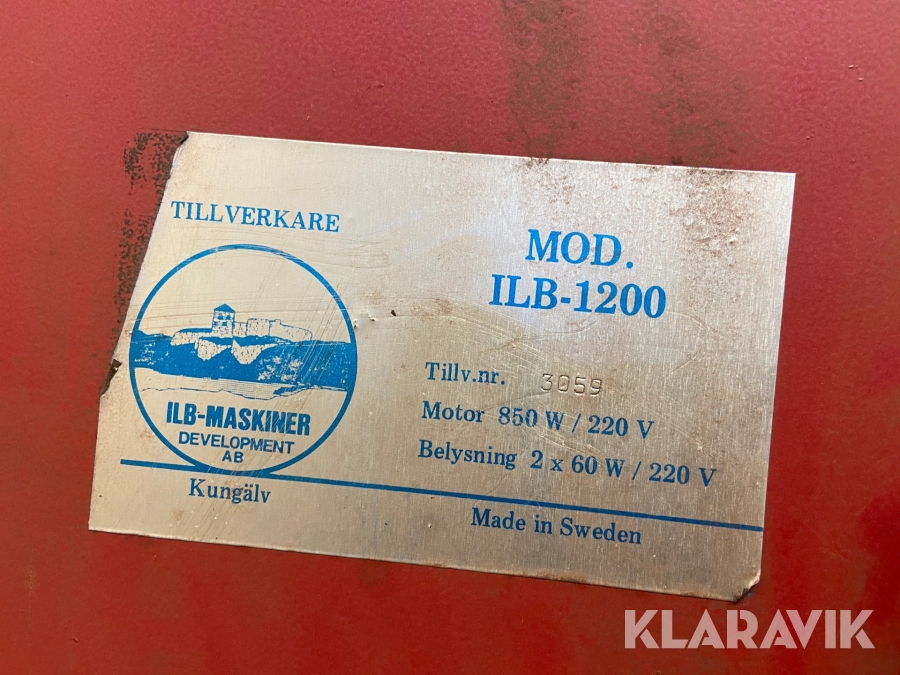 TILLVERKARE
ILB-MASKINER
DEVELOPMENT
AB
Kungälv
MOD.
ILB-1200
Tillv.nr. 3059
Motor 850 W / 220 V
Belysning 2 x 60 W / 220 V
Made in Sweden
KLARAVIK